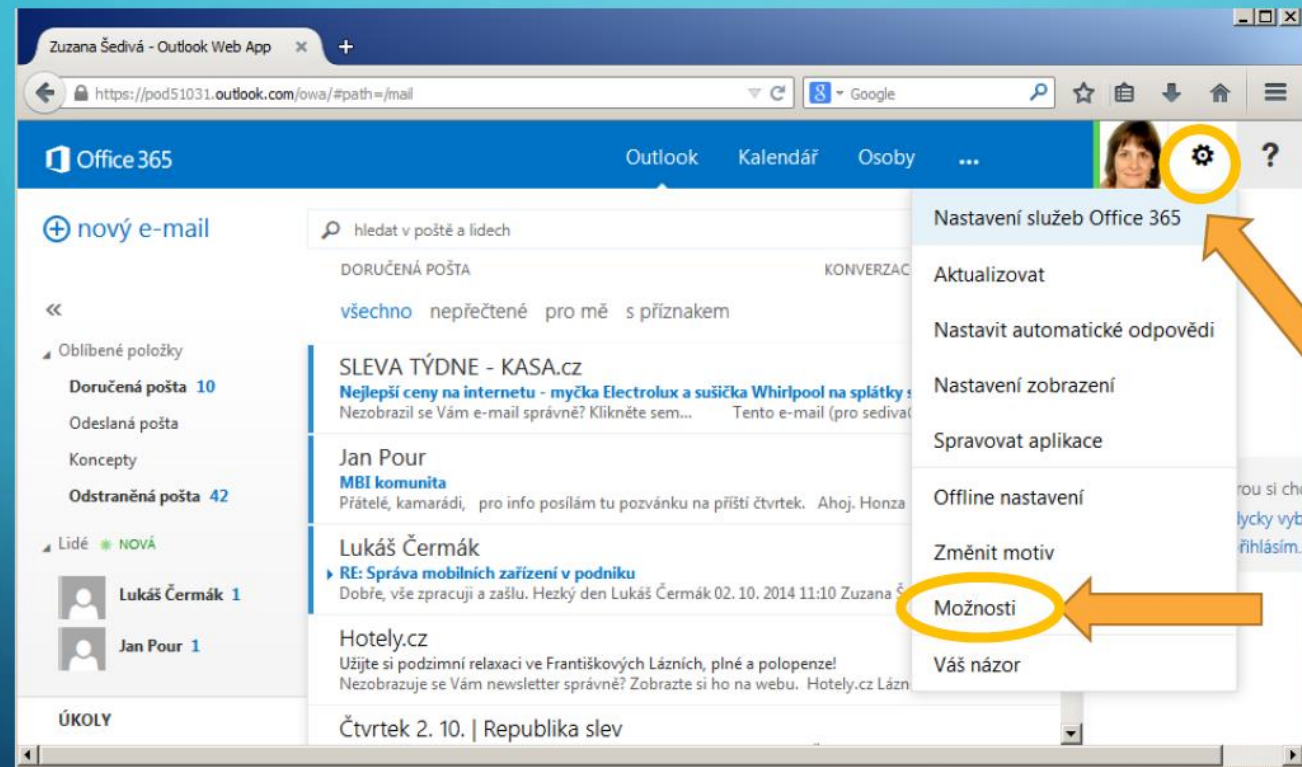 Zuzana Šedivá - Outlook Web App
https://pod51031.outlook.com/owa/#path=/mail
Google
Office 365
Outlook Kalendář Osoby ...
?
nový e-mail
hledat v poště a lidech
DORUČENÁ POŠTA KONVERZAC
všechno nepřečtené pro mě s příznakem
Oblíbené položky
Doručená pošta 10
Odeslaná pošta
Koncepty
Odstraněná pošta 42
Lidé NOVÁ
Lukáš Čermák 1
Jan Pour 1
ÚKOLY
SLEVA TÝDNE - KASA.cz
Nejlepší ceny na internetu - myčka Electrolux a sušička Whirlpool na splátky s
Nezobrazil se Vám e-mail správně? Klikněte sem... Tento e-mail (pro sediva
Jan Pour
MBI komunita
Přátelé, kamarádi, pro info posílám tu pozvánku na příští čtvrtek. Ahoj. Honza
Lukáš Čermák
RE: Správa mobilních zařízení v podniku
Dobře, vše zpracuji a zašlu. Hezký den Lukáš Čermák 02. 10. 2014 11:10 Zuzana Š
Hotely.cz
Užijte si podzimní relaxaci ve Františkových Lázních, plné a polopenze!
Nezobrazuje se Vám newsletter správně? Zobrazte si ho na webu. Hotely.cz Lázn
Čtvrtek 2. 10. | Republika slev
Nastavení služeb Office 365
Aktualizovat
Nastavit automatické odpovědi
Nastavení zobrazení
Spravovat aplikace
Offline nastavení
Změnit motiv
Možnosti
Váš názor
rou si cho
lycky vyb
řihlásím.